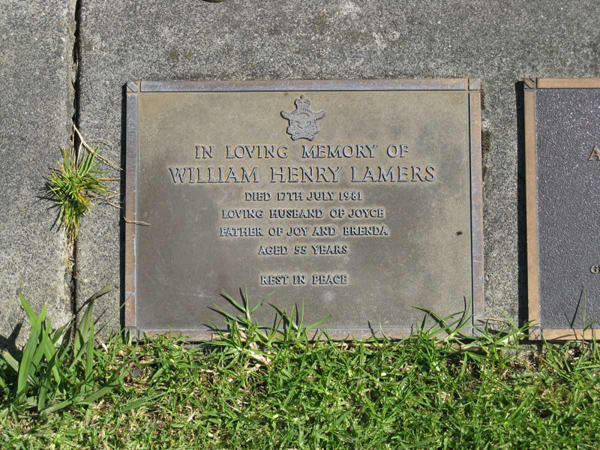 IN LOVING MEMORY OF
WILLIAM HENRY LAMERS
DIED 17TH JULY 1981
LOVING HUSBAND OF JOYCE
FATHER OF JOY AND BRENDA
AGED 55 YEARS
REST IN PEACE